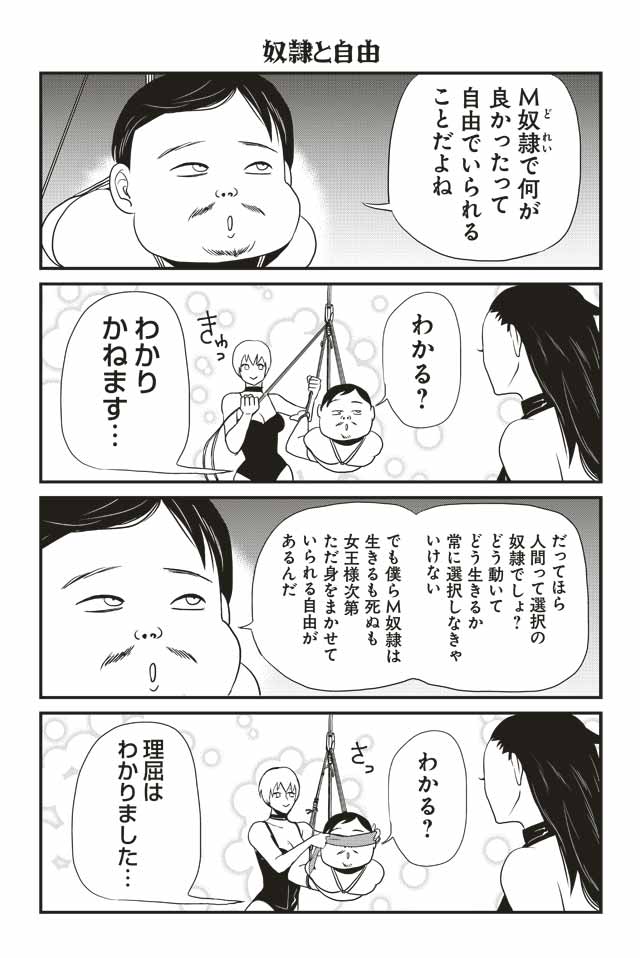 奴隷と自由
M奴隷で何が
どれい
良かったって
自由でいられる
ことだよね
わかる?
きゅっ
わかり
かねます…
だってほら
人間って選択の
奴隷でしょ?
どう動いて
どう生きるか
常に選択しなきゃ
いけない
でも僕らM奴隷は
生きるも死ぬも
女王様次第
ただ身をまかせて
いられる自由が
あるんだ
わかる?
さっ
理屈は
わかりました…